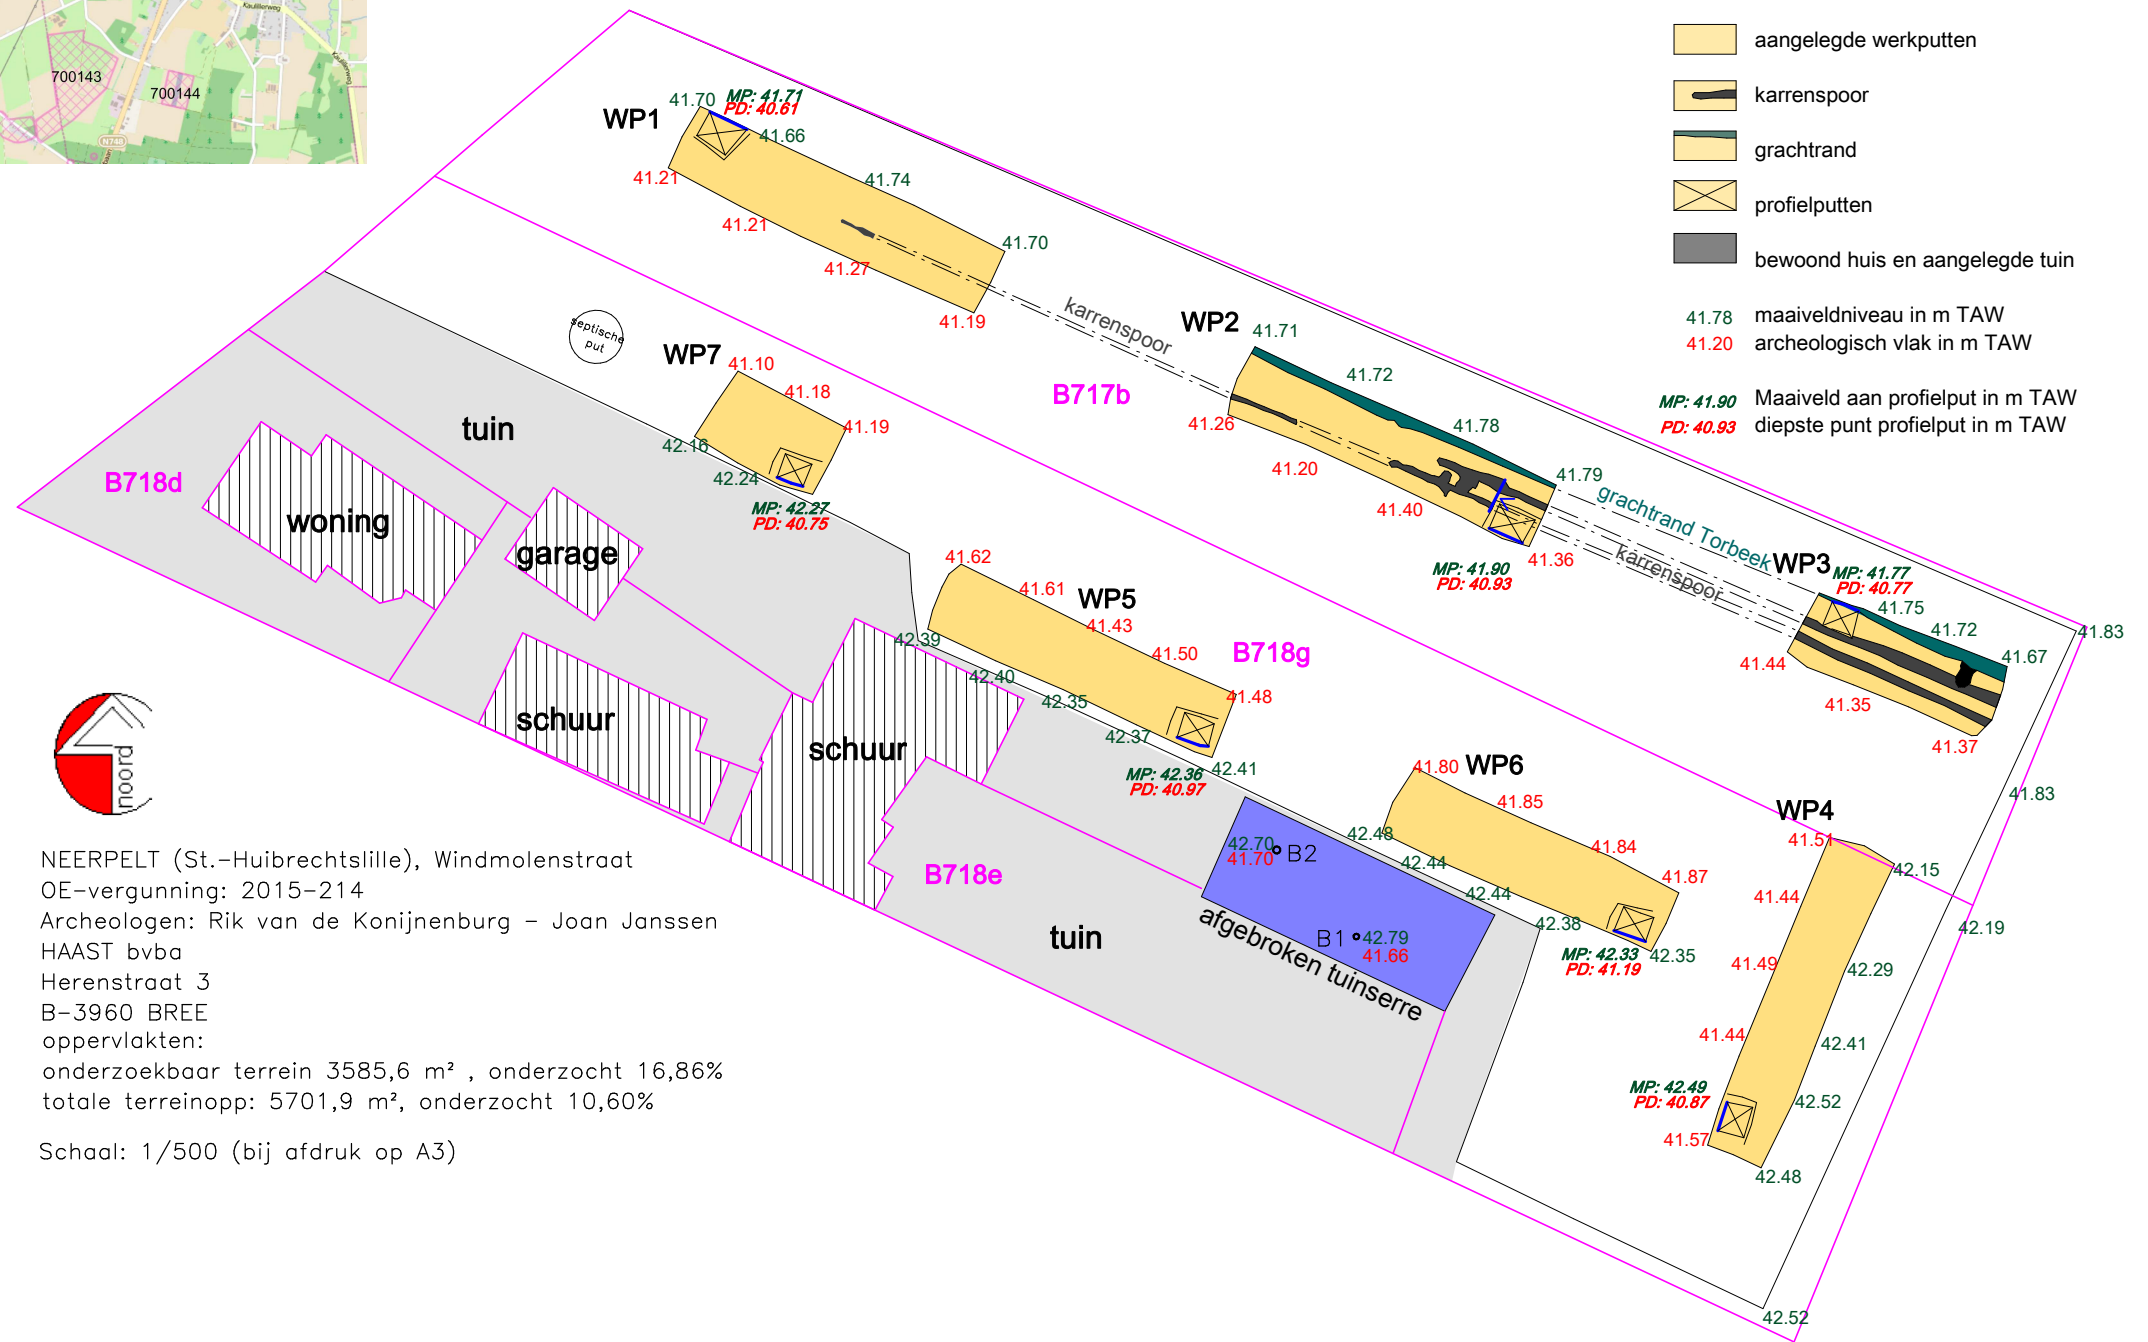 Kaulillerweg
Kaulillerweg
700143
700144
N748
baan
aangelegde werkputten
karrenspoor
grachtrand
profielputten
bewoond huis en aangelegde tuin
41.78 maaiveldniveau in m TAW
41.20 archeologisch vlak in m TAW
MP: 41.90 Maaiveld aan profielput in m TAW
PD: 40.93 diepste punt profielput in m TAW
WP1
41.70
MP: 41.71
PD: 40.61
41.66
41.74
41.70
41.21
41.21
41.27
41.19
karrenspoor
WP2
41.71
41.72
41.78
41.79
41.26
41.20
41.40
41.36
MP: 41.90
PD: 40.93
grachtrand Torbeek
karrenspoor
WP3
MP: 41.77
PD: 40.77
41.75
41.72
41.67
41.83
41.44
41.35
41.37
41.83
B717b
septische
put
WP7
41.10
41.18
41.19
42.16
42.24
MP: 42.27
PD: 40.75
tuin
B718d
woning
garage
schuur
schuur
WP5
41.62
41.61
41.43
41.50
41.48
42.39
42.40
42.35
42.37
42.41
MP: 42.36
PD: 40.97
B718g
WP6
41.80
41.85
41.84
41.87
42.48
42.44
42.44
42.38
MP: 42.33
PD: 41.19
42.35
WP4
41.51
42.15
41.44
42.19
41.49
42.29
41.44
42.41
MP: 42.49
PD: 40.87
42.52
41.57
42.48
42.52
42.70
41.70
B2
B1
42.79
41.66
afgebroken tuinserre
B718e
tuin
noord
NEERPELT (St.-Huibrechtslille), Windmolenstraat
OE-vergunning: 2015-214
Archeologen: Rik van de Konijnenburg - Joan Janssen
HAAST bvba
Herenstraat 3
B-3960 BREE
oppervlakten:
onderzoekbaar terrein 3585,6 m² , onderzocht 16,86%
totale terreinopp: 5701,9 m², onderzocht 10,60%
Schaal: 1/500 (bij afdruk op A3)